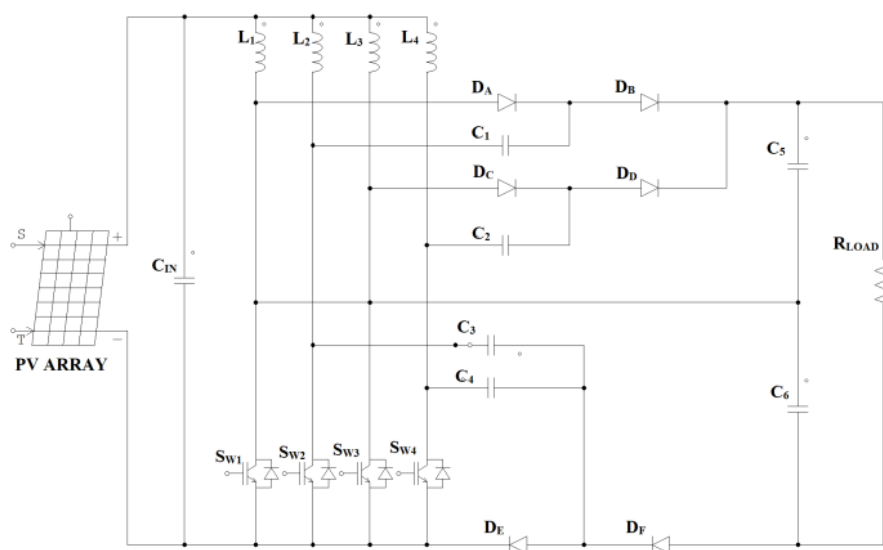 L1 L2 L3 L4
DA DB
C1 C5
DC DD
S
+
CIN C2 RLOAD
T
−
PV ARRAY
C3
C4 C6
SW1 SW2 SW3 SW4
DE DF